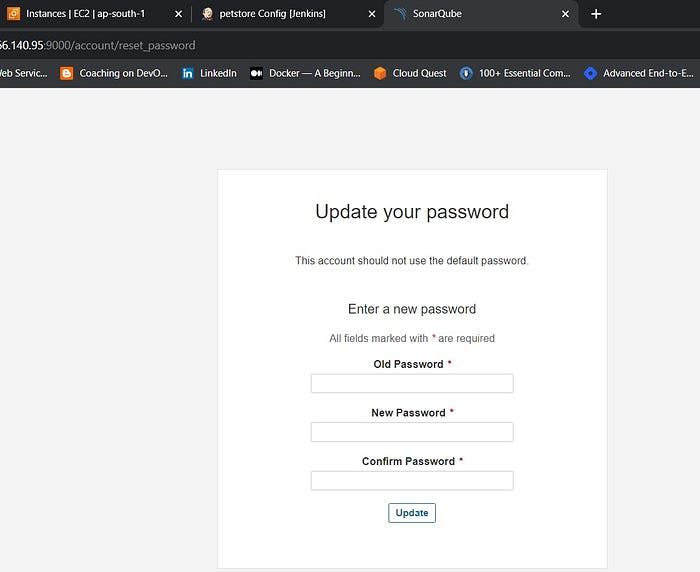 Instances | EC2 | ap-south-1
petstore Config [Jenkins]
SonarQube
56.140.95:9000/account/reset_password
Web Servic...
Coaching on DevO...
LinkedIn
Docker — A Beginn...
Cloud Quest
100+ Essential Com...
Advanced End-to-E...
Update your password
This account should not use the default password.
Enter a new password
All fields marked with * are required
Old Password *
New Password *
Confirm Password *
Update